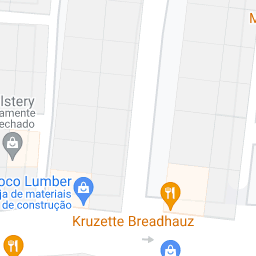 M
lstery
amente
echado
oco Lumber
ja de materiais
de construção
Kruzette Breadhauz